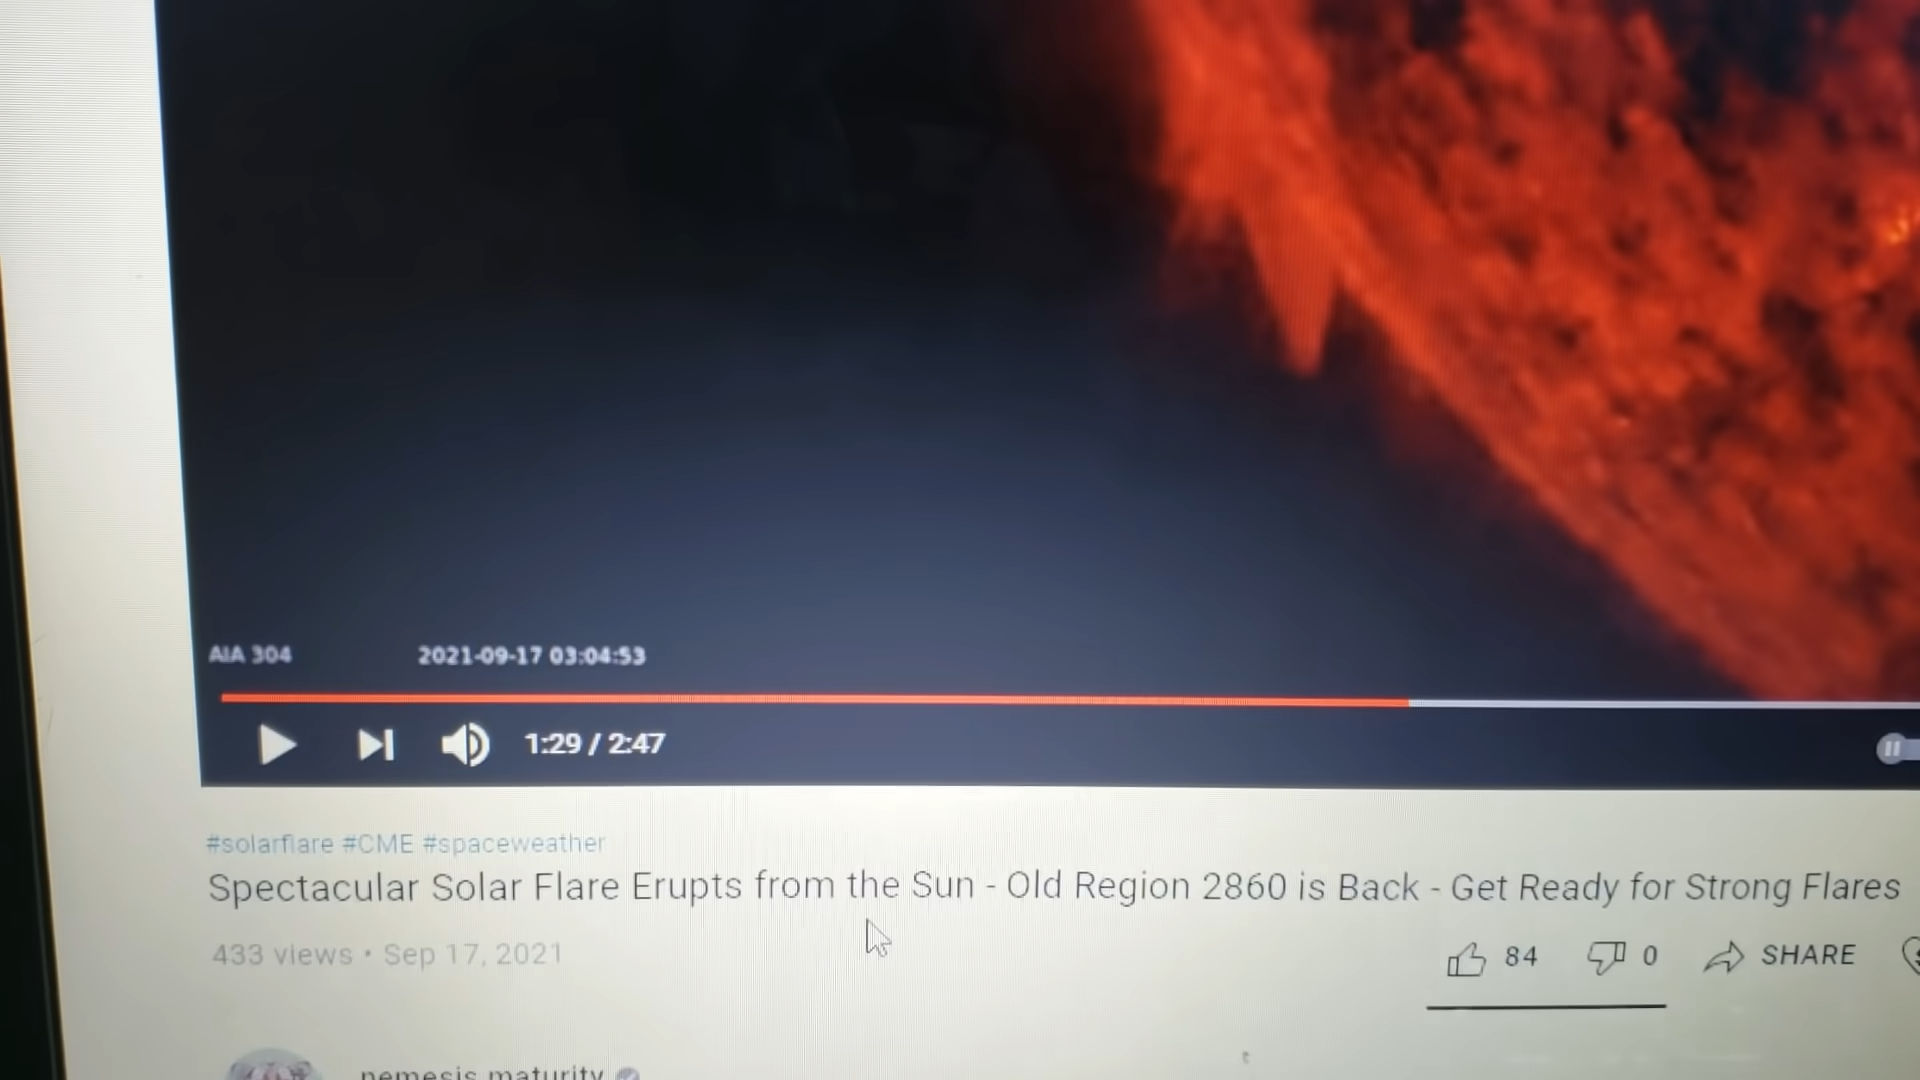 AIA 304 2021-09-17 03:04:53
1:29 / 2:47
#solarflare #CME #spaceweather
Spectacular Solar Flare Erupts from the Sun - Old Region 2860 is Back - Get Ready for Strong Flares
433 views • Sep 17, 2021
84 0 SHARE
nemesis maturity